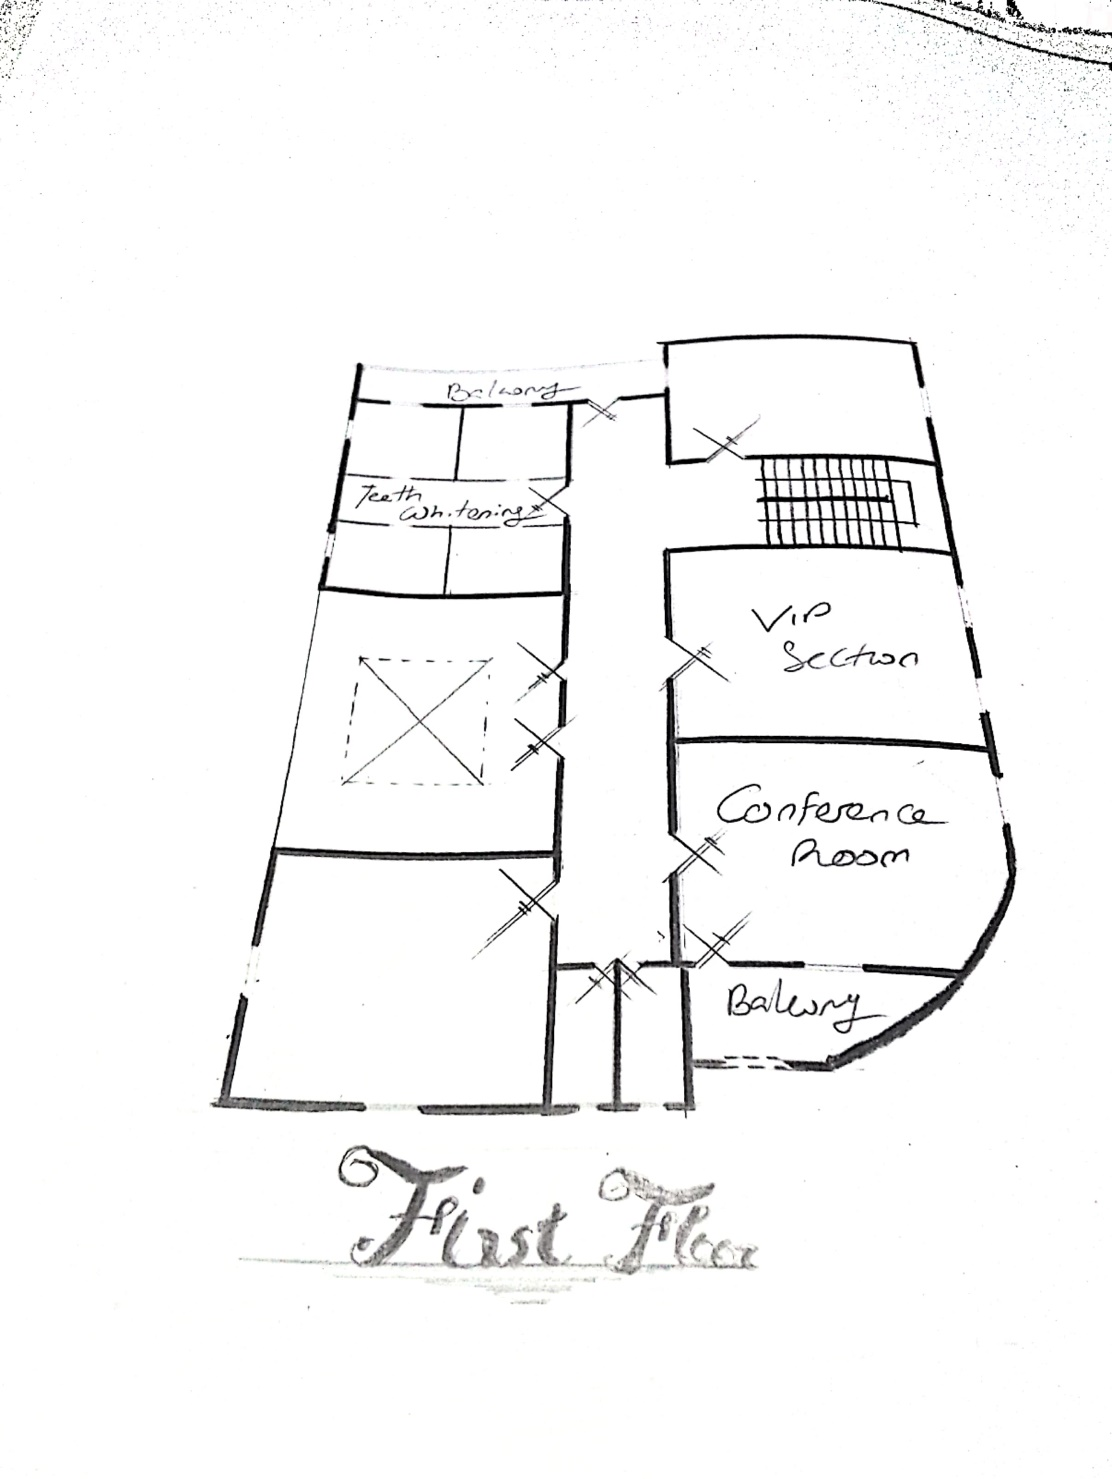 Balcony
Teeth
Whitening
VIP
Section
Conference
Room
Balcony
First Floor